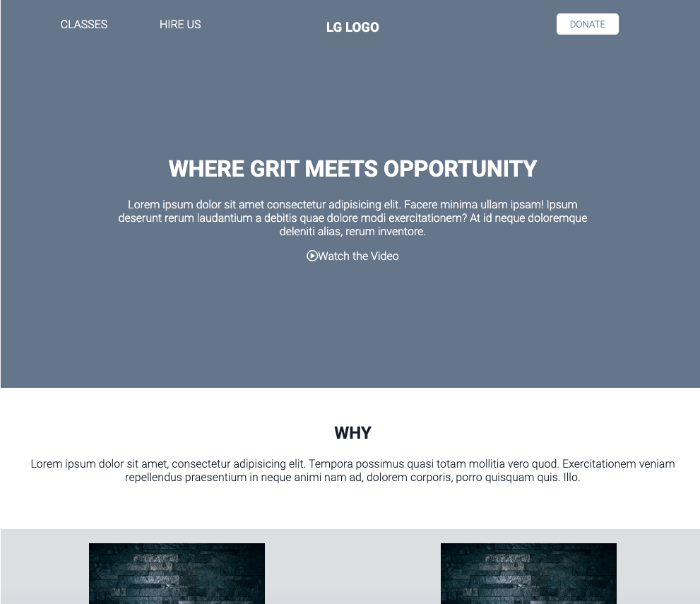 CLASSES HIRE US LG LOGO DONATE
WHERE GRIT MEETS OPPORTUNITY
Lorem ipsum dolor sit amet consectetur adipisicing elit. Facere minima ullam ipsam! Ipsum
deserunt rerum laudantium a debitis quae dolore modi exercitationem? At id neque doloremque
deleniti alias, rerum inventore.
Watch the Video
WHY
Lorem ipsum dolor sit amet, consectetur adipisicing elit. Tempora possimus quasi totam mollitia vero quod. Exercitationem veniam
repellendus praesentium in neque animi nam ad, dolorem corporis, porro quisquam quis. Illo.